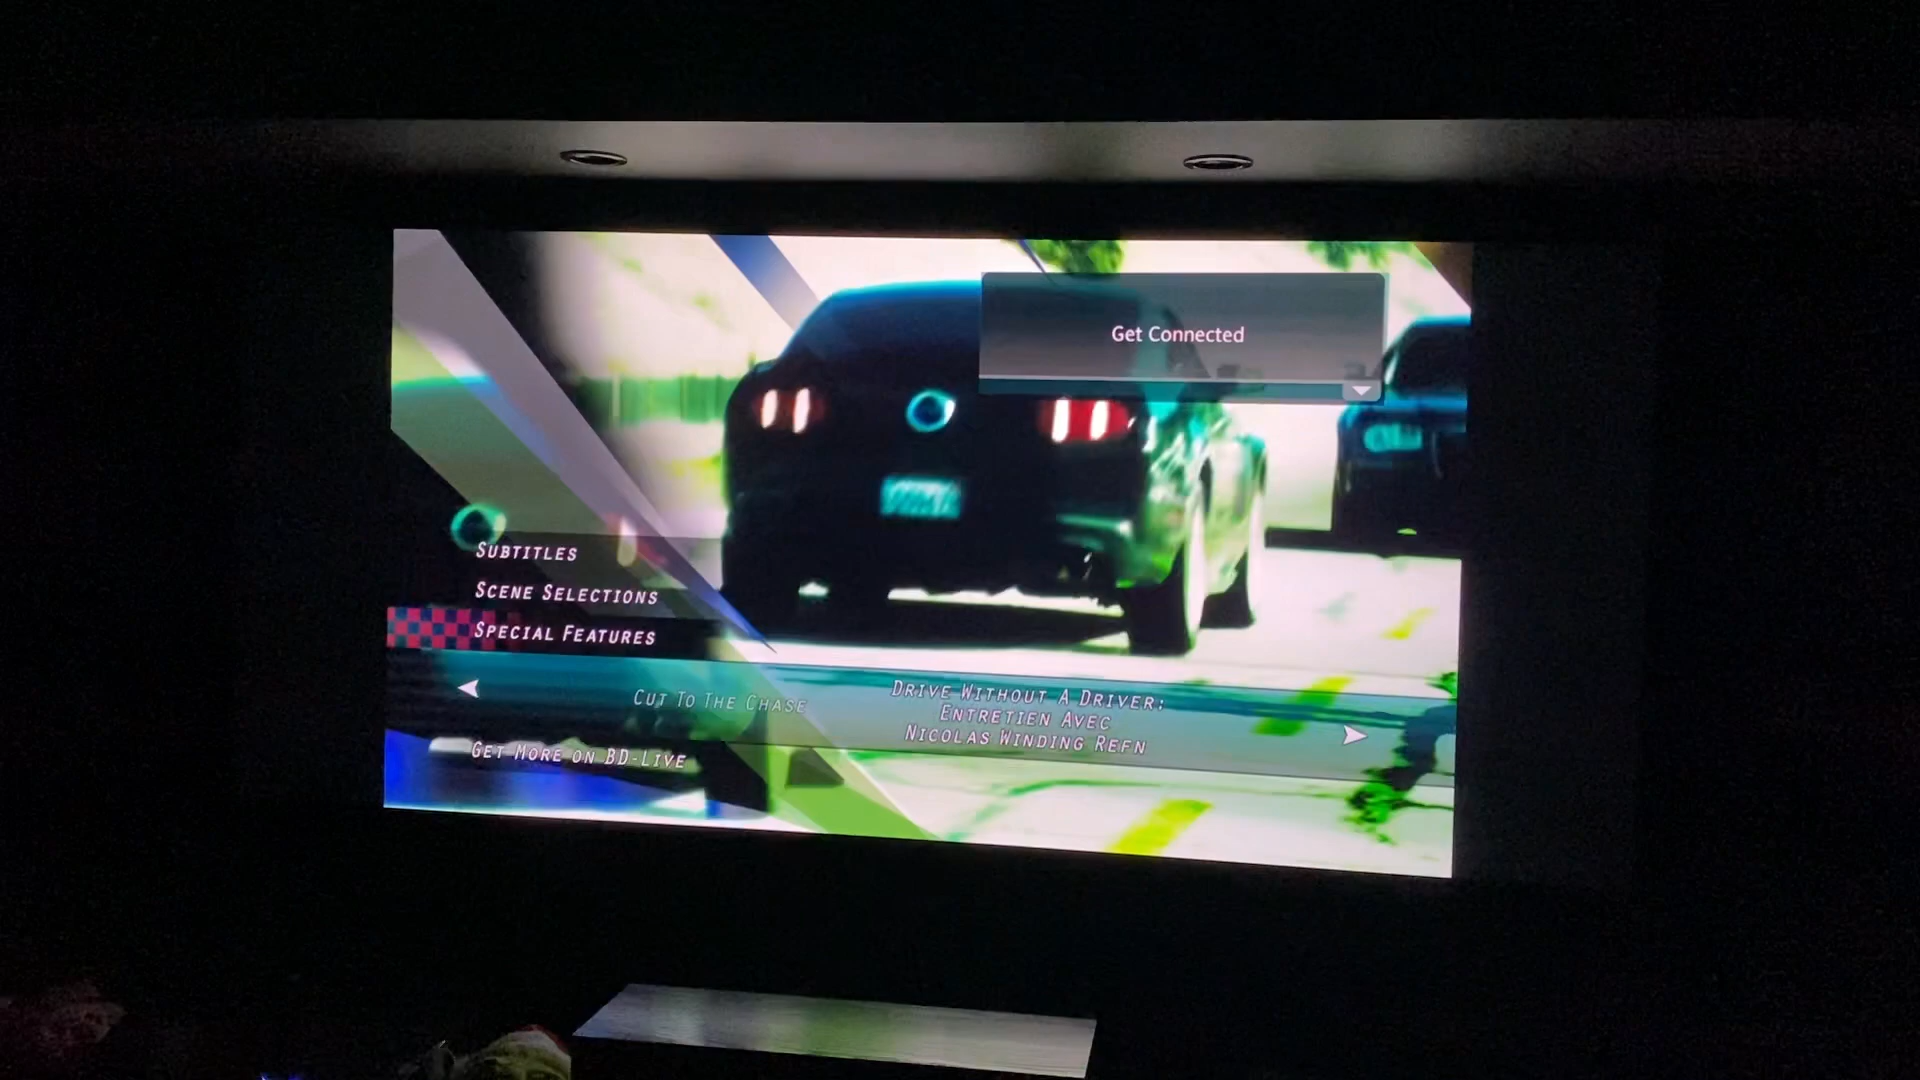 Get Connected
SUBTITLES
SCENE SELECTIONS
SPECIAL FEATURES
CUT TO THE CHASE
DRIVE WITHOUT A DRIVER:
ENTRETIEN AVEC
NICOLAS WINDING REFN
GET MORE ON BD-LIVE